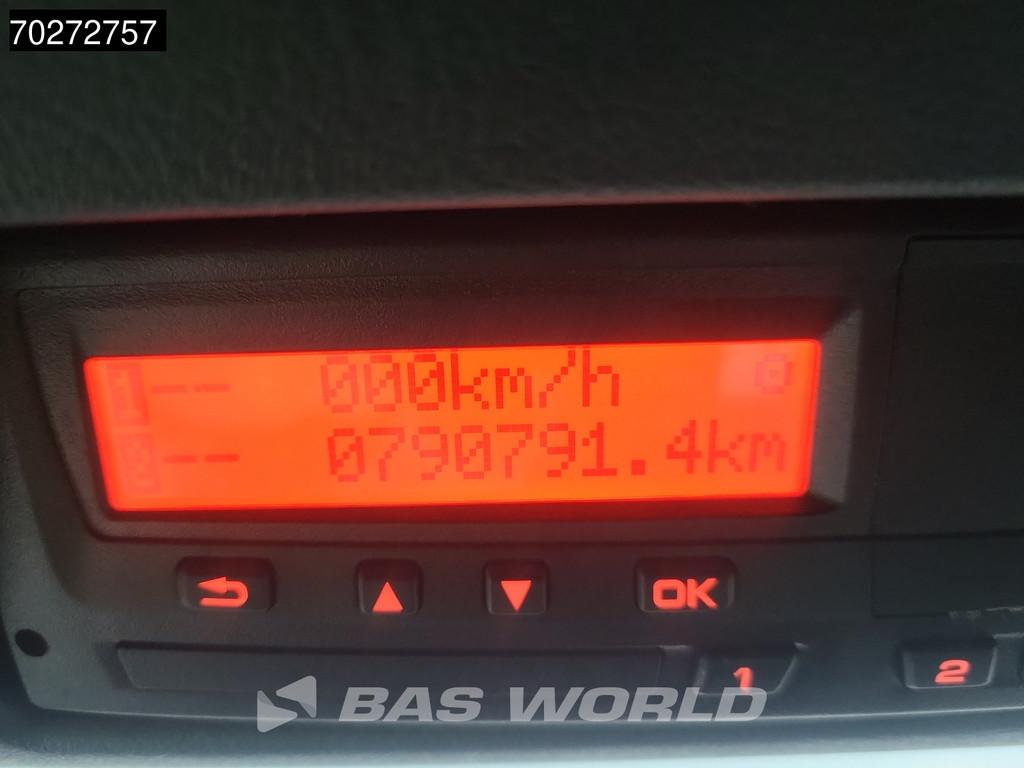 70272757
1-- 000km/h
2-- 0790791.4km
OK
1
2
BAS WORLD